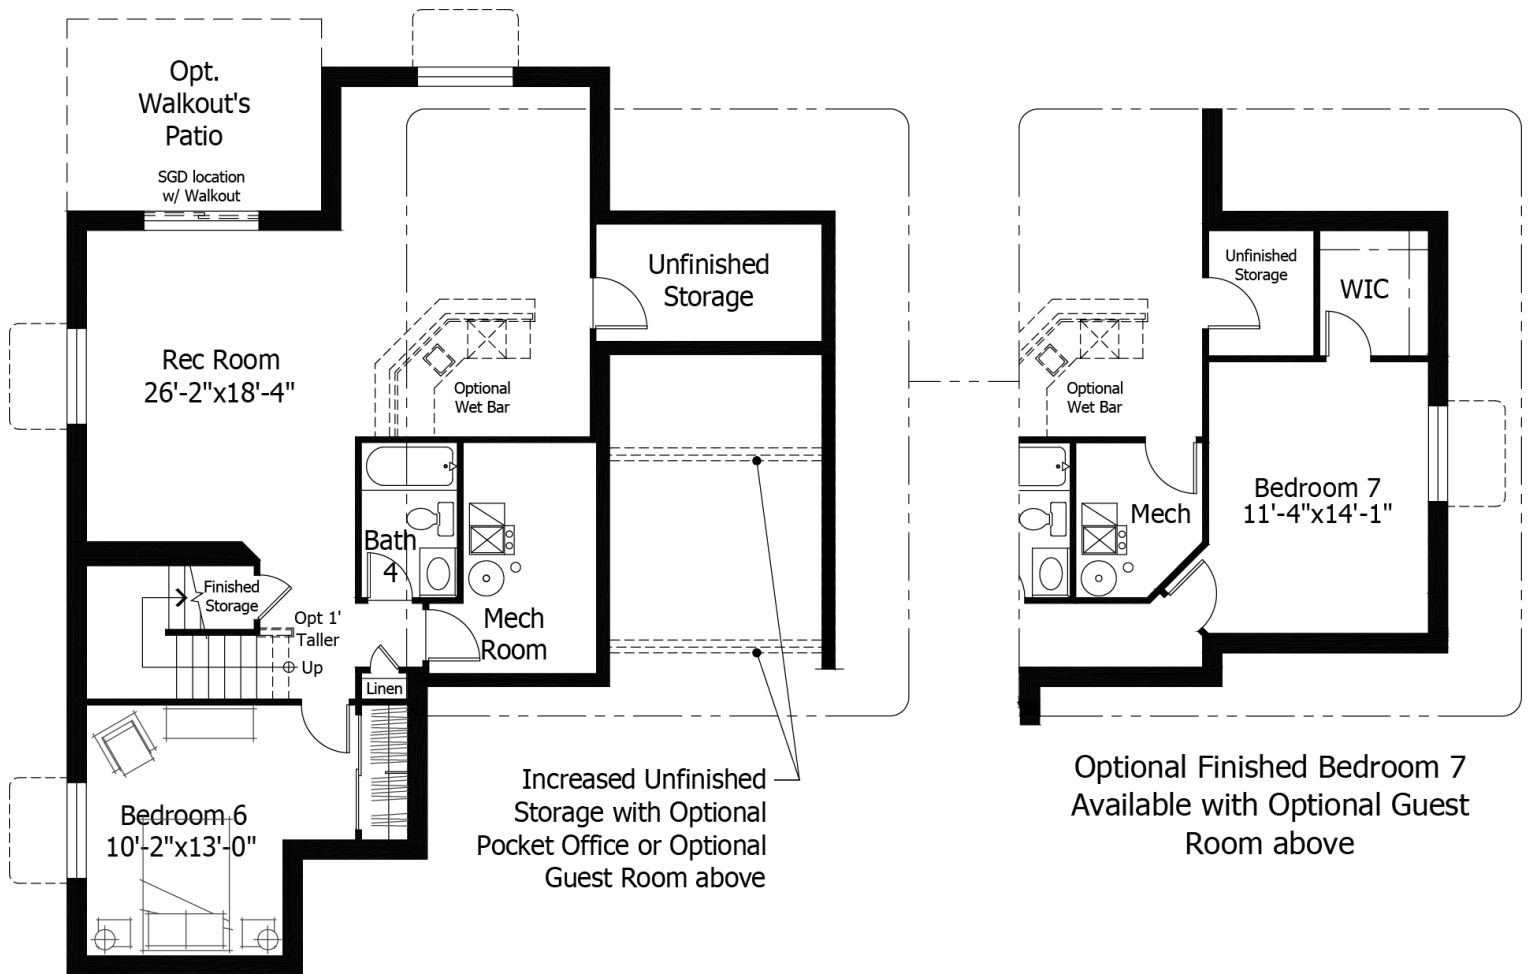 Opt.
Walkout's
Patio
SGD location
w/ Walkout
Unfinished
Storage
Rec Room
26'-2"x18'-4"
Optional
Wet Bar
Bath
4
Finished
Storage
Opt 1'
Taller
Up
Mech
Room
Linen
Bedroom 6
10'-2"x13'-0"
Increased Unfinished
Storage with Optional
Pocket Office or Optional
Guest Room above
Unfinished
Storage
WIC
Optional
Wet Bar
Mech
Bedroom 7
11'-4"x14'-1"
Optional Finished Bedroom 7
Available with Optional Guest
Room above